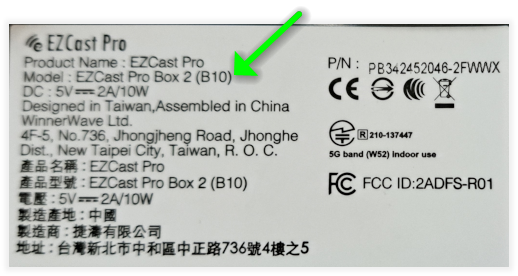 EZCast Pro
Product Name : EZCast Pro
Model : EZCast Pro Box 2 (B10)
DC : 5V⎓2A/10W
Designed in Taiwan,Assembled in China
WinnerWave Ltd.
4F-5, No.736, Jhongjheng Road, Jhonghe
Dist., New Taipei City, Taiwan, R. O. C.
產品名稱 : EZCast Pro
產品型號 : EZCast Pro Box 2 (B10)
電壓 : 5V⎓2A/10W
製造產地: 中國
製造商 : 捷濤有限公司
地址: 台灣新北市中和區中正路736號4樓之5
P/N : PB342452046-2FWWX
CE
R 210-137447
5G band (W52) Indoor use
FC FCC ID:2ADFS-R01